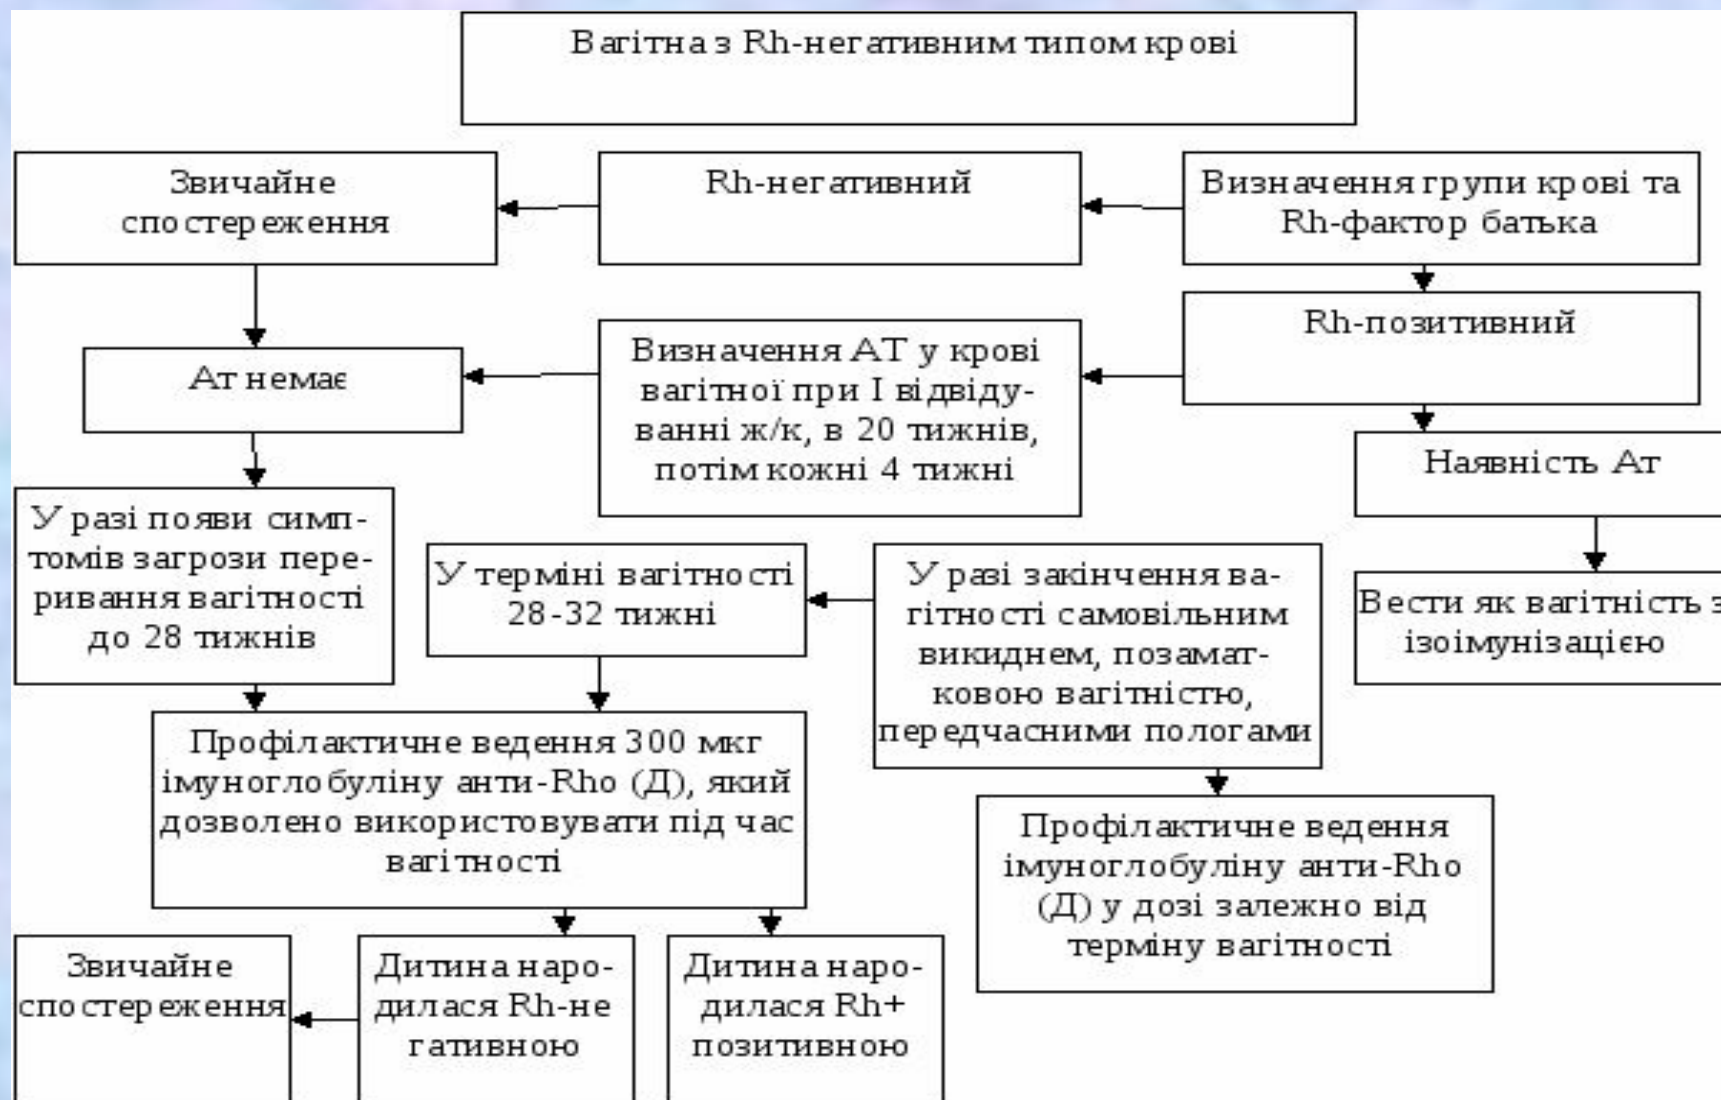 Вагітна з Rh-негативним типом крові
Звичайне
спостереження
Rh-негативний
Визначення групи крові та
Rh-фактор батька
Rh-позитивний
Визначення АТ у крові
вагітної при І відвіду-
ванні ж/к, в 20 тижнів,
потім кожні 4 тижні
Ат немає
Наявність Ат
У разі появи симп-
томів загрози пере-
ривання вагітності
до 28 тижнів
У терміні вагітності
28-32 тижні
У разі закінчення ва-
гітності самовільним
викиднем, позамат-
ковою вагітністю,
передчасними пологами
Вести як вагітність з
ізоімунізацією
Профілактичне ведення 300 мкг
імуноглобуліну анти-Rho (Д), який
дозволено використовувати під час
вагітності
Профілактичне ведення
імуноглобуліну анти-Rho
(Д) у дозі залежно від
терміну вагітності
Звичайне
спостереження
Дитина наро-
дилася Rh-не
гативною
Дитина наро-
дилася Rh+
позитивною